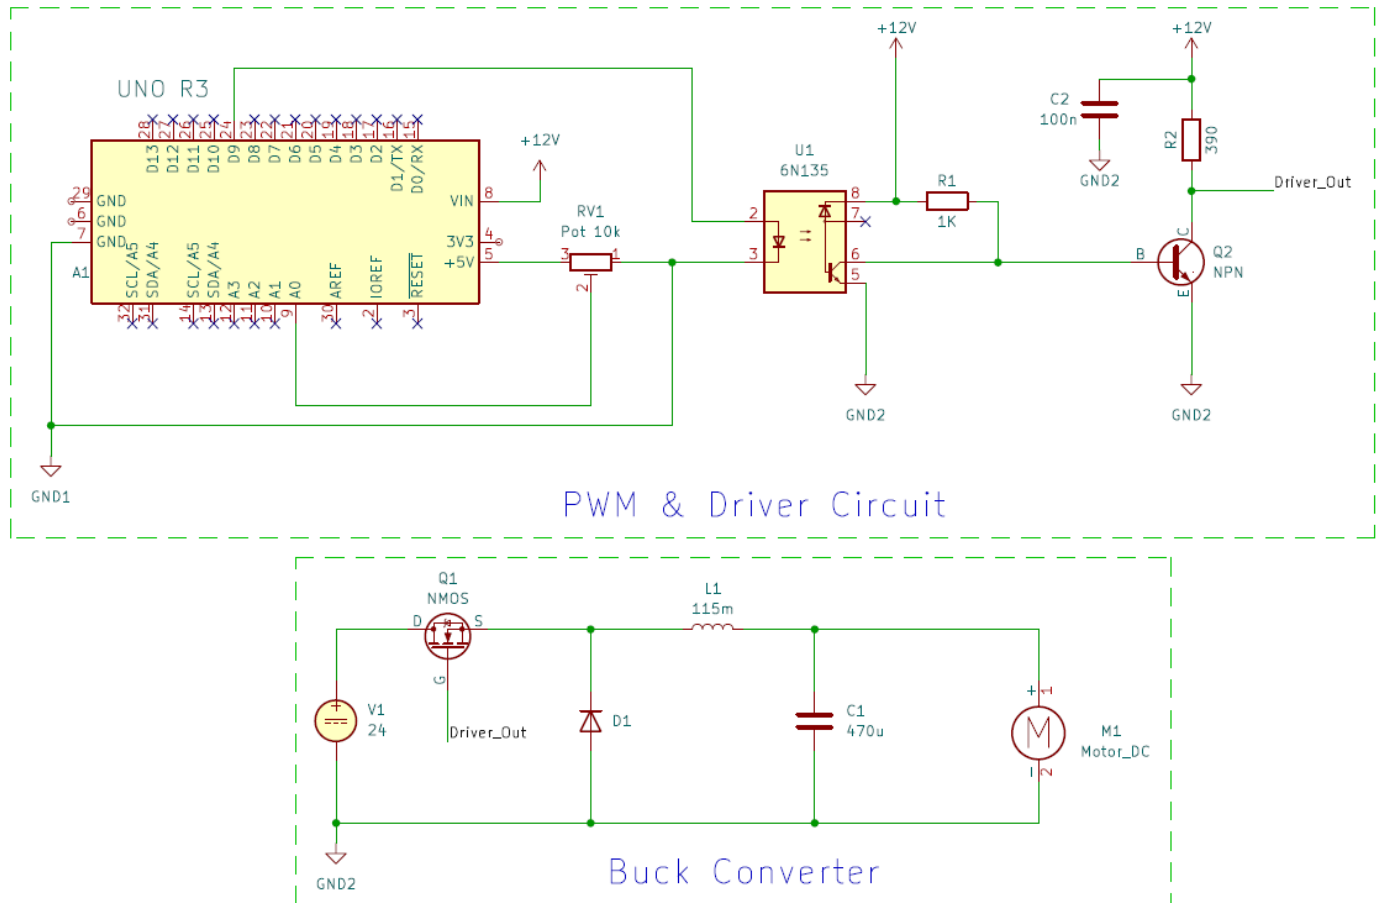 +12V
+12V
UNO R3
C2
100n
R2
390
28
27
26
25
24
23
22
21
20
19
18
17
16
15
D13
D12
D11
D10
D9
D8
D7
D6
D5
D4
D3
D2
D1/TX
D0/RX
+12V
U1
6N135
GND2
Driver_Out
29
GND
6
GND
7
GND
A1
VIN
8
3V3
4
+5V
5
RV1
Pot 10k
3
1
2
2
3
8
7
6
5
R1
1K
B
C
E
Q2
NPN
SCL/A5
SDA/A4
SCL/A5
SDA/A4
A3
A2
A1
A0
AREF
IOREF
RESET
32
31
14
13
12
11
10
9
30
2
3
GND2
GND2
GND1
PWM & Driver Circuit
Q1
NMOS
D
S
G
Driver_Out
L1
115m
V1
24
D1
C1
470u
+
1
M
−
2
M1
Motor_DC
GND2
Buck Converter